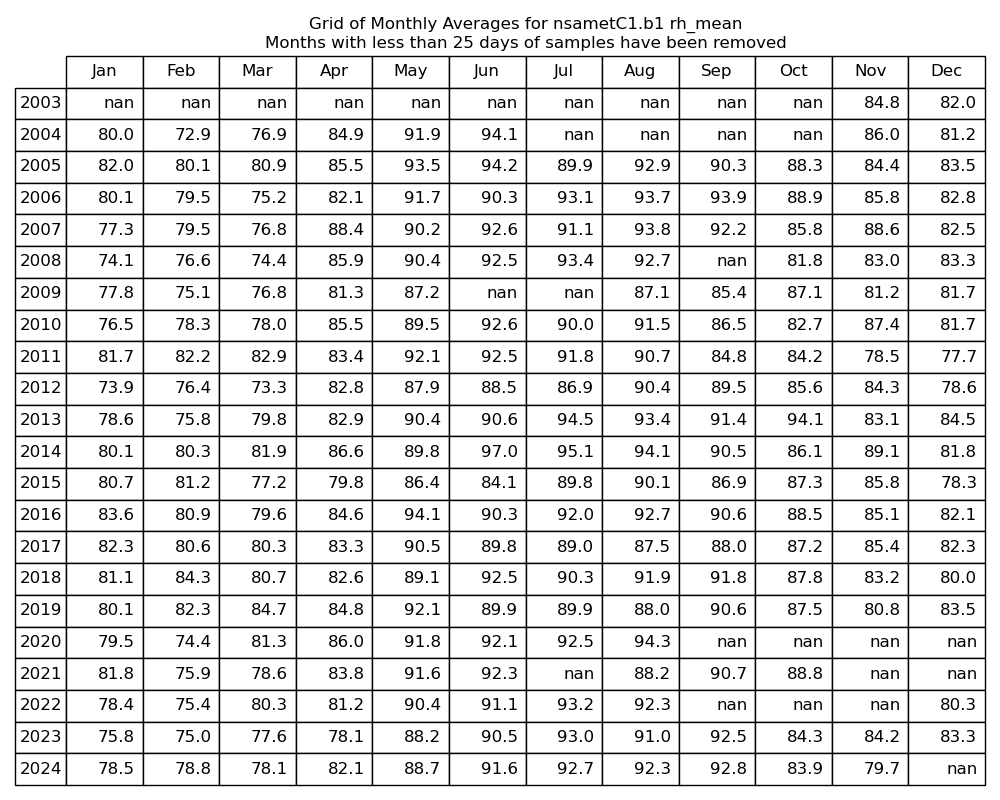 Grid of Monthly Averages for nsametC1.b1 rh_mean
Months with less than 25 days of samples have been removed
Jan Feb Mar Apr May Jun Jul Aug Sep Oct Nov Dec
2003 nan nan nan nan nan nan nan nan nan nan 84.8 82.0
2004 80.0 72.9 76.9 84.9 91.9 94.1 nan nan nan nan 86.0 81.2
2005 82.0 80.1 80.9 85.5 93.5 94.2 89.9 92.9 90.3 88.3 84.4 83.5
2006 80.1 79.5 75.2 82.1 91.7 90.3 93.1 93.7 93.9 88.9 85.8 82.8
2007 77.3 79.5 76.8 88.4 90.2 92.6 91.1 93.8 92.2 85.8 88.6 82.5
2008 74.1 76.6 74.4 85.9 90.4 92.5 93.4 92.7 nan 81.8 83.0 83.3
2009 77.8 75.1 76.8 81.3 87.2 nan nan 87.1 85.4 87.1 81.2 81.7
2010 76.5 78.3 78.0 85.5 89.5 92.6 90.0 91.5 86.5 82.7 87.4 81.7
2011 81.7 82.2 82.9 83.4 92.1 92.5 91.8 90.7 84.8 84.2 78.5 77.7
2012 73.9 76.4 73.3 82.8 87.9 88.5 86.9 90.4 89.5 85.6 84.3 78.6
2013 78.6 75.8 79.8 82.9 90.4 90.6 94.5 93.4 91.4 94.1 83.1 84.5
2014 80.1 80.3 81.9 86.6 89.8 97.0 95.1 94.1 90.5 86.1 89.1 81.8
2015 80.7 81.2 77.2 79.8 86.4 84.1 89.8 90.1 86.9 87.3 85.8 78.3
2016 83.6 80.9 79.6 84.6 94.1 90.3 92.0 92.7 90.6 88.5 85.1 82.1
2017 82.3 80.6 80.3 83.3 90.5 89.8 89.0 87.5 88.0 87.2 85.4 82.3
2018 81.1 84.3 80.7 82.6 89.1 92.5 90.3 91.9 91.8 87.8 83.2 80.0
2019 80.1 82.3 84.7 84.8 92.1 89.9 89.9 88.0 90.6 87.5 80.8 83.5
2020 79.5 74.4 81.3 86.0 91.8 92.1 92.5 94.3 nan nan nan nan
2021 81.8 75.9 78.6 83.8 91.6 92.3 nan 88.2 90.7 88.8 nan nan
2022 78.4 75.4 80.3 81.2 90.4 91.1 93.2 92.3 nan nan nan 80.3
2023 75.8 75.0 77.6 78.1 88.2 90.5 93.0 91.0 92.5 84.3 84.2 83.3
2024 78.5 78.8 78.1 82.1 88.7 91.6 92.7 92.3 92.8 83.9 79.7 nan